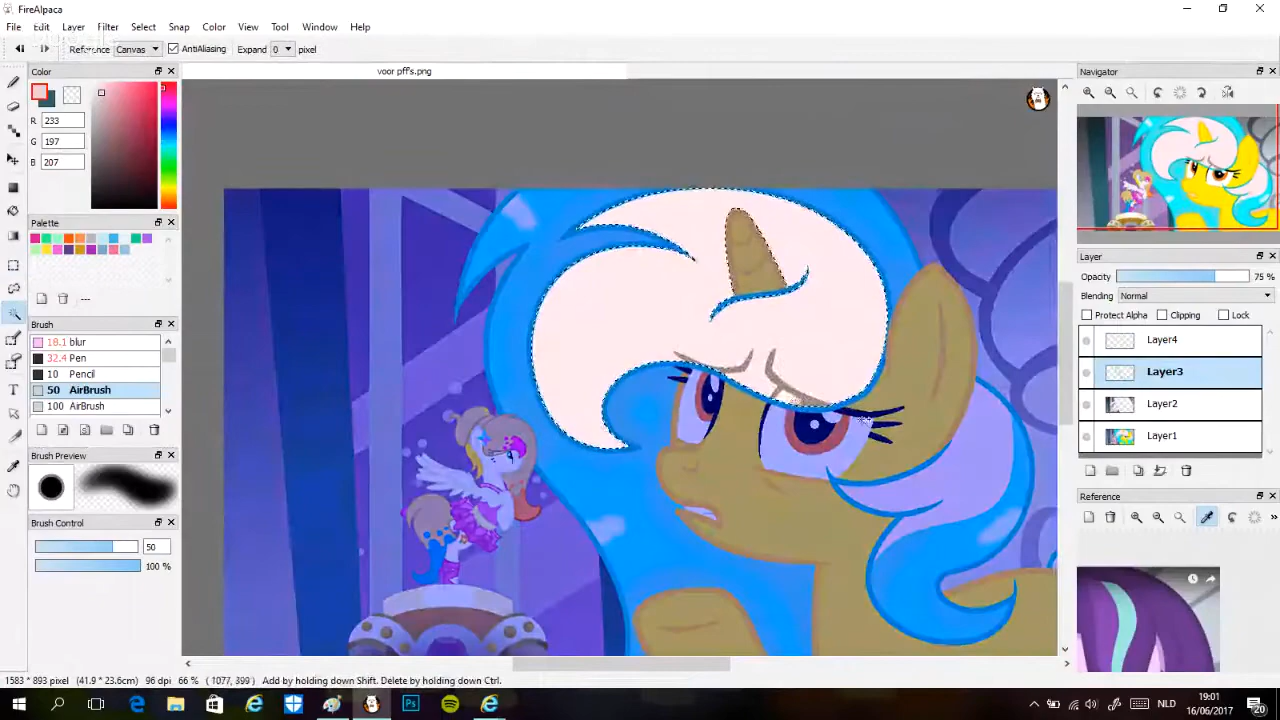 FireAlpaca
File Edit Layer Filter Select Snap Color View Tool Window Help
Reference Canvas AntiAliasing Expand 0 pixel
Color voor pffs.png Navigator
R 233
G 197
B 207
Palette
---
Layer
Opacity 75 %
Blending Normal
Protect Alpha Clipping Lock
Layer4
Layer3
Layer2
Layer1
Brush
18.1 blur
32.4 Pen
10 Pencil
50 AirBrush
100 AirBrush
Brush Preview
Brush Control
50
100 %
Reference
1583 * 893 pixel (41.9 * 23.6cm) 96 dpi 66 % ( 1077, 399 ) Add by holding down Shift. Delete by holding down Ctrl.
Ps NLD 19:01
16/06/2017 20